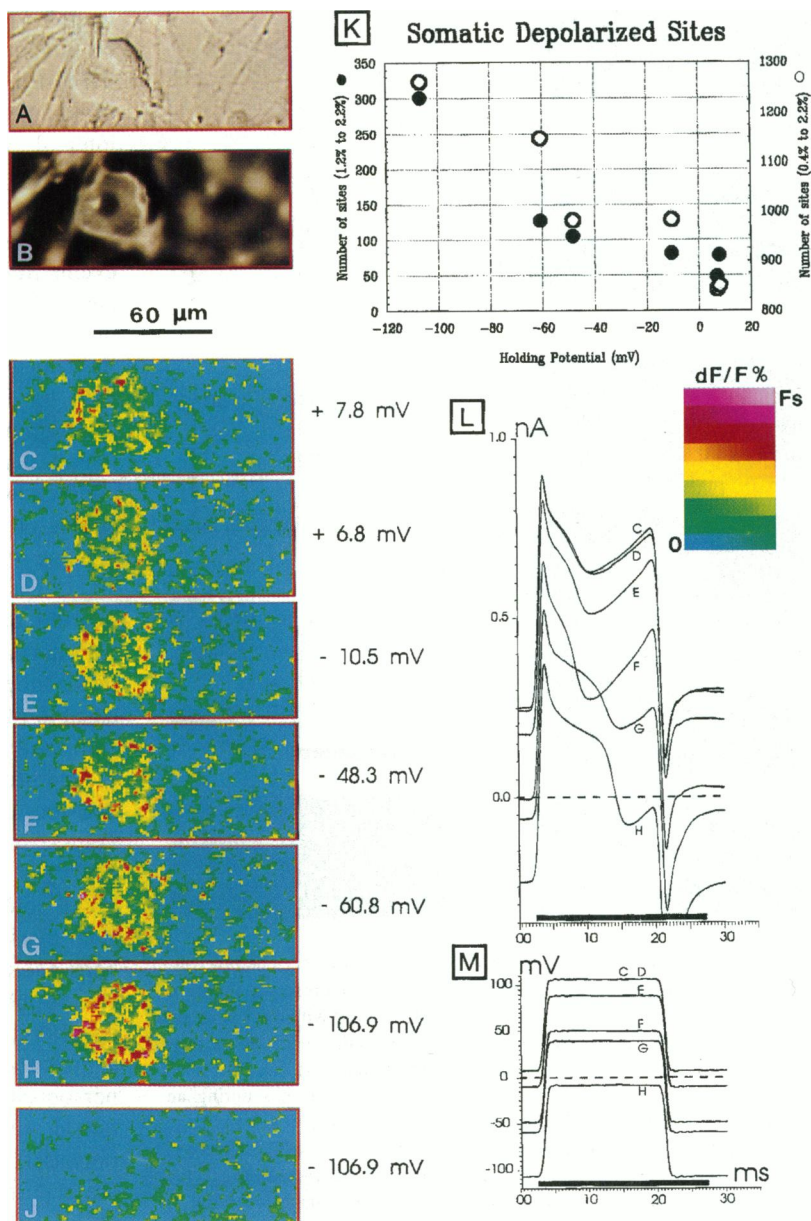 A
B
60 µm
C
+ 7.8 mV
D
+ 6.8 mV
E
- 10.5 mV
F
- 48.3 mV
G
- 60.8 mV
H
- 106.9 mV
J
- 106.9 mV
K
Somatic Depolarized Sites
Number of sites (1.2% to 2.2%)
350
300
250
200
150
100
50
0
1300
1200
1100
1000
900
800
Number of sites (0.4% to 2.2%)
-120 -100 -80 -60 -40 -20 0 20
Holding Potential (mV)
dF/F %
Fs
0
L
nA
1.0
0.5
0.0
C
D
E
F
G
H
00 10 20 30
M
mV
100
50
0
-50
-100
C D
E
F
G
H
ms
00 10 20 30